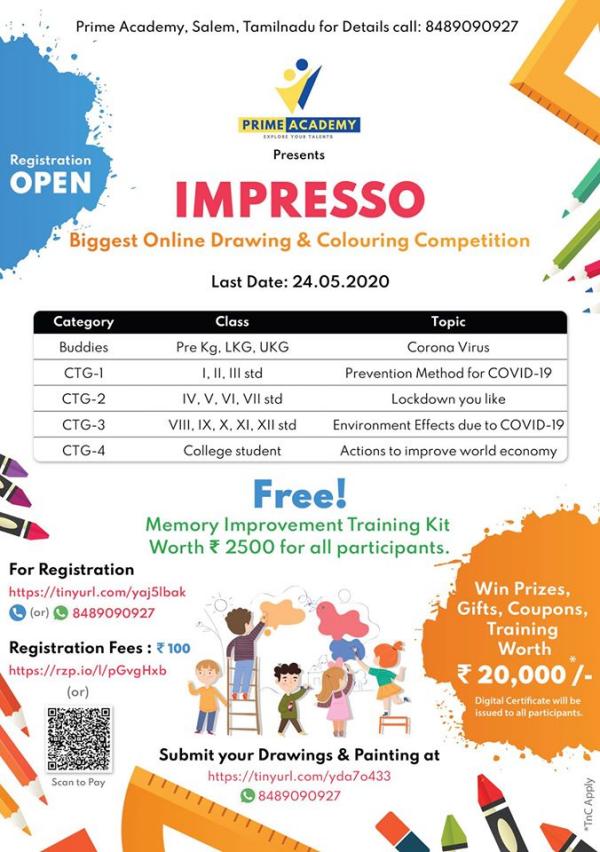 Prime Academy, Salem, Tamilnadu for Details call: 8489090927
PRIME ACADEMY
EXPLORE YOUR TALENTS
Presents
Registration
OPEN
IMPRESSO
Biggest Online Drawing & Colouring Competition
Last Date: 24.05.2020
Category Class Topic
Buddies Pre Kg, LKG, UKG Corona Virus
CTG-1 I, II, III std Prevention Method for COVID-19
CTG-2 IV, V, VI, VII std Lockdown you like
CTG-3 VIII, IX, X, XI, XII std Environment Effects due to COVID-19
CTG-4 College student Actions to improve world economy
Free!
Memory Improvement Training Kit
Worth ₹ 2500 for all participants.
For Registration
https://tinyurl.com/yaj5lbak
(or) 8489090927
Registration Fees : ₹ 100
https://rzp.io/l/pGvgHxb
(or)
Scan to Pay
Win Prizes,
Gifts, Coupons,
Training
Worth
₹ 20,000*/-
Digital Certificate will be
issued to all participants.
Submit your Drawings & Painting at
https://tinyurl.com/yda7o433
8489090927
*TnC Apply